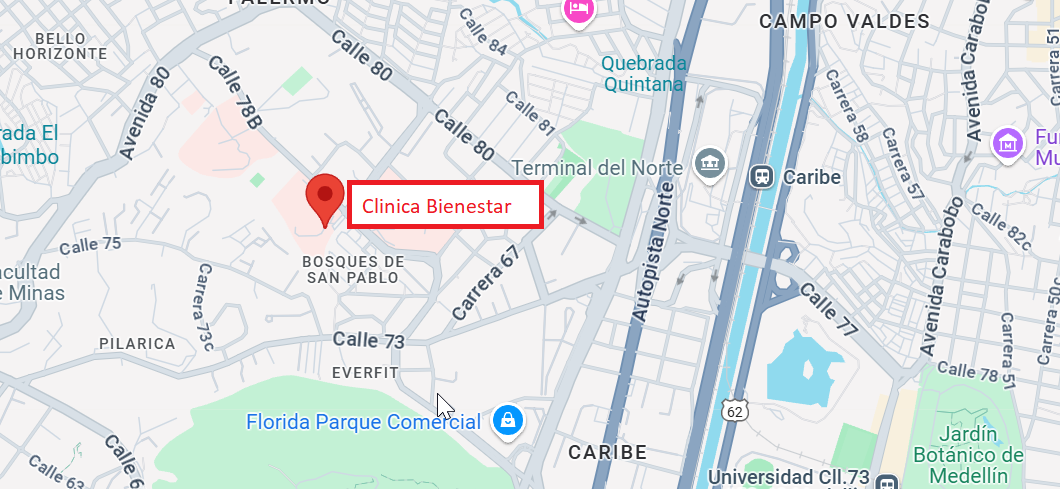 PALERMO
CAMPO VALDES
BELLO
HORIZONTE
Calle 80
Calle 84
Avenida Carabobo
Carrera 51
Quebrada
Quintana
Calle 78B
Avenida 80
Carrera 58
Calle 81
Calle 80
rada El
bimbo
Carrera 57
Fu
Mu
Terminal del Norte
Caribe
Clinica Bienestar
Autopista Norte
Avenida Carabobo
Calle 82c
Calle 75
BOSQUES DE
SAN PABLO
Carrera 67
acultad
e Minas
Carrera 73c
Calle 77
Carrera 50c
Calle 73
PILARICA
Carrera 51
EVERFIT
Calle 78
62
Florida Parque Comercial
Jardín
Botánico de
Medellín
CARIBE
Calle 6
Calle 63
Universidad Cll.73